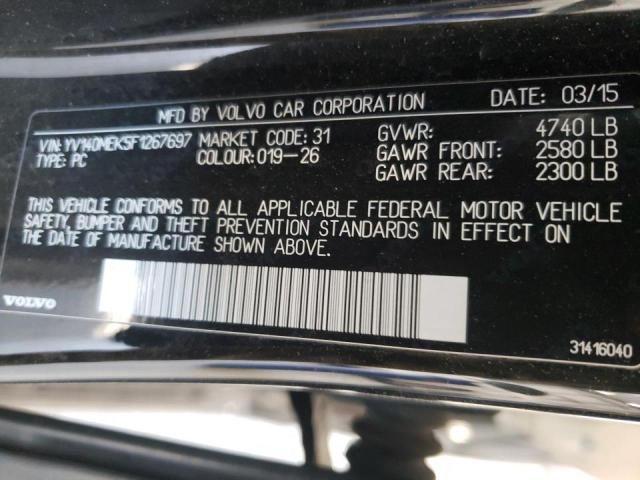 MFD BY VOLVO CAR CORPORATION DATE: 03/15
VIN: YV140MEK5F1267697 MARKET CODE: 31 GVWR: 4740 LB
TYPE: PC COLOUR: 019-26 GAWR FRONT: 2580 LB
GAWR REAR: 2300 LB
THIS VEHICLE CONFORMS TO ALL APPLICABLE FEDERAL MOTOR VEHICLE
SAFETY, BUMPER AND THEFT PREVENTION STANDARDS IN EFFECT ON
THE DATE OF MANUFACTURE SHOWN ABOVE.
VOLVO
31416040